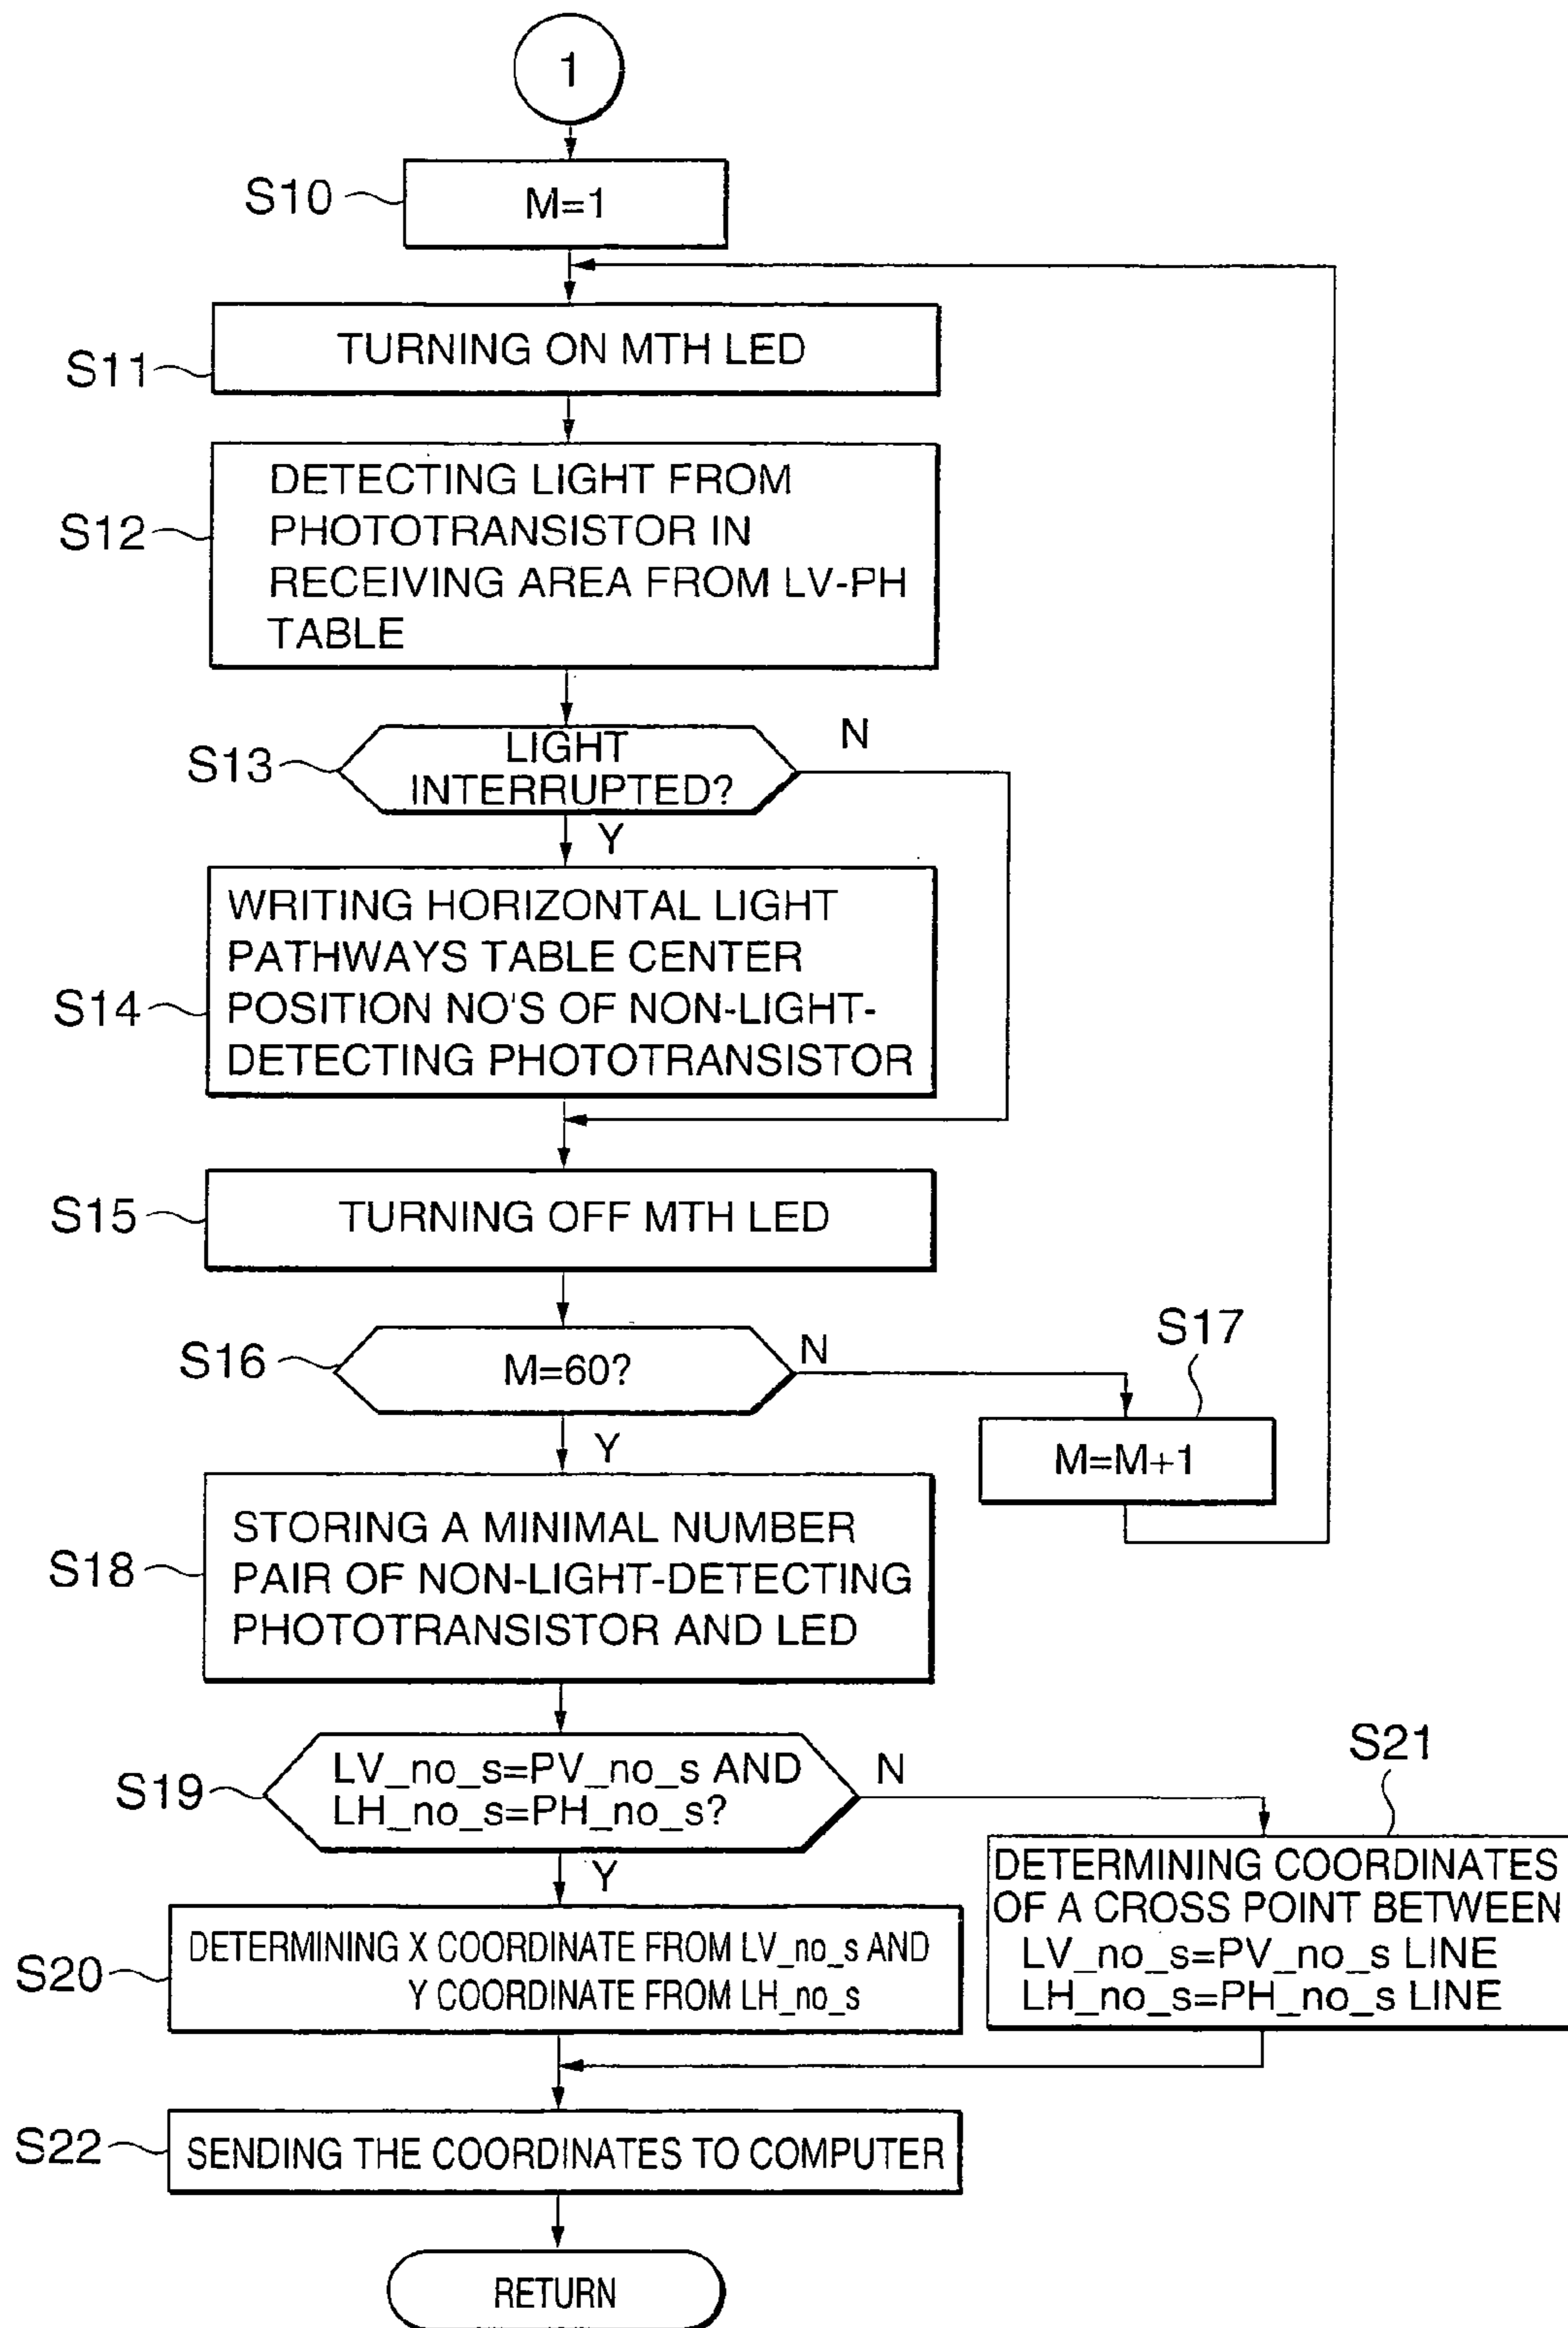 1
S10
M=1
S11
TURNING ON MTH LED
S12
DETECTING LIGHT FROM
PHOTOTRANSISTOR IN
RECEIVING AREA FROM LV-PH
TABLE
S13
LIGHT
INTERRUPTED?
N
Y
S14
WRITING HORIZONTAL LIGHT
PATHWAYS TABLE CENTER
POSITION NO'S OF NON-LIGHT-
DETECTING PHOTOTRANSISTOR
S15
TURNING OFF MTH LED
S16
M=60?
N
S17
M=M+1
Y
S18
STORING A MINIMAL NUMBER
PAIR OF NON-LIGHT-DETECTING
PHOTOTRANSISTOR AND LED
S19
LV_no_s=PV_no_s AND
LH_no_s=PH_no_s?
N
S21
DETERMINING COORDINATES
OF A CROSS POINT BETWEEN
LV_no_s=PV_no_s LINE
LH_no_s=PH_no_s LINE
Y
S20
DETERMINING X COORDINATE FROM LV_no_s AND
Y COORDINATE FROM LH_no_s
S22
SENDING THE COORDINATES TO COMPUTER
RETURN